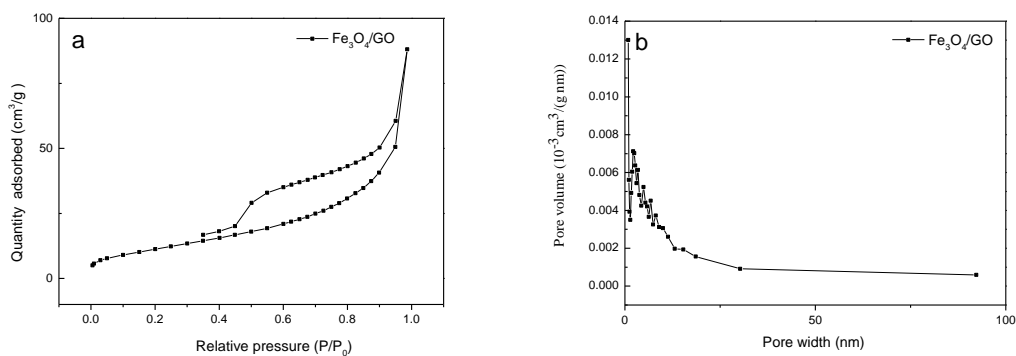 a
Fe₃O₄/GO
100
50
0
Quantity adsorbed (cm³/g)
0.0 0.2 0.4 0.6 0.8 1.0
Relative pressure (P/P₀)
b
Fe₃O₄/GO
0.014
0.012
0.010
0.008
0.006
0.004
0.002
0.000
Pore volume (10⁻³cm³/(g nm))
0 50 100
Pore width (nm)